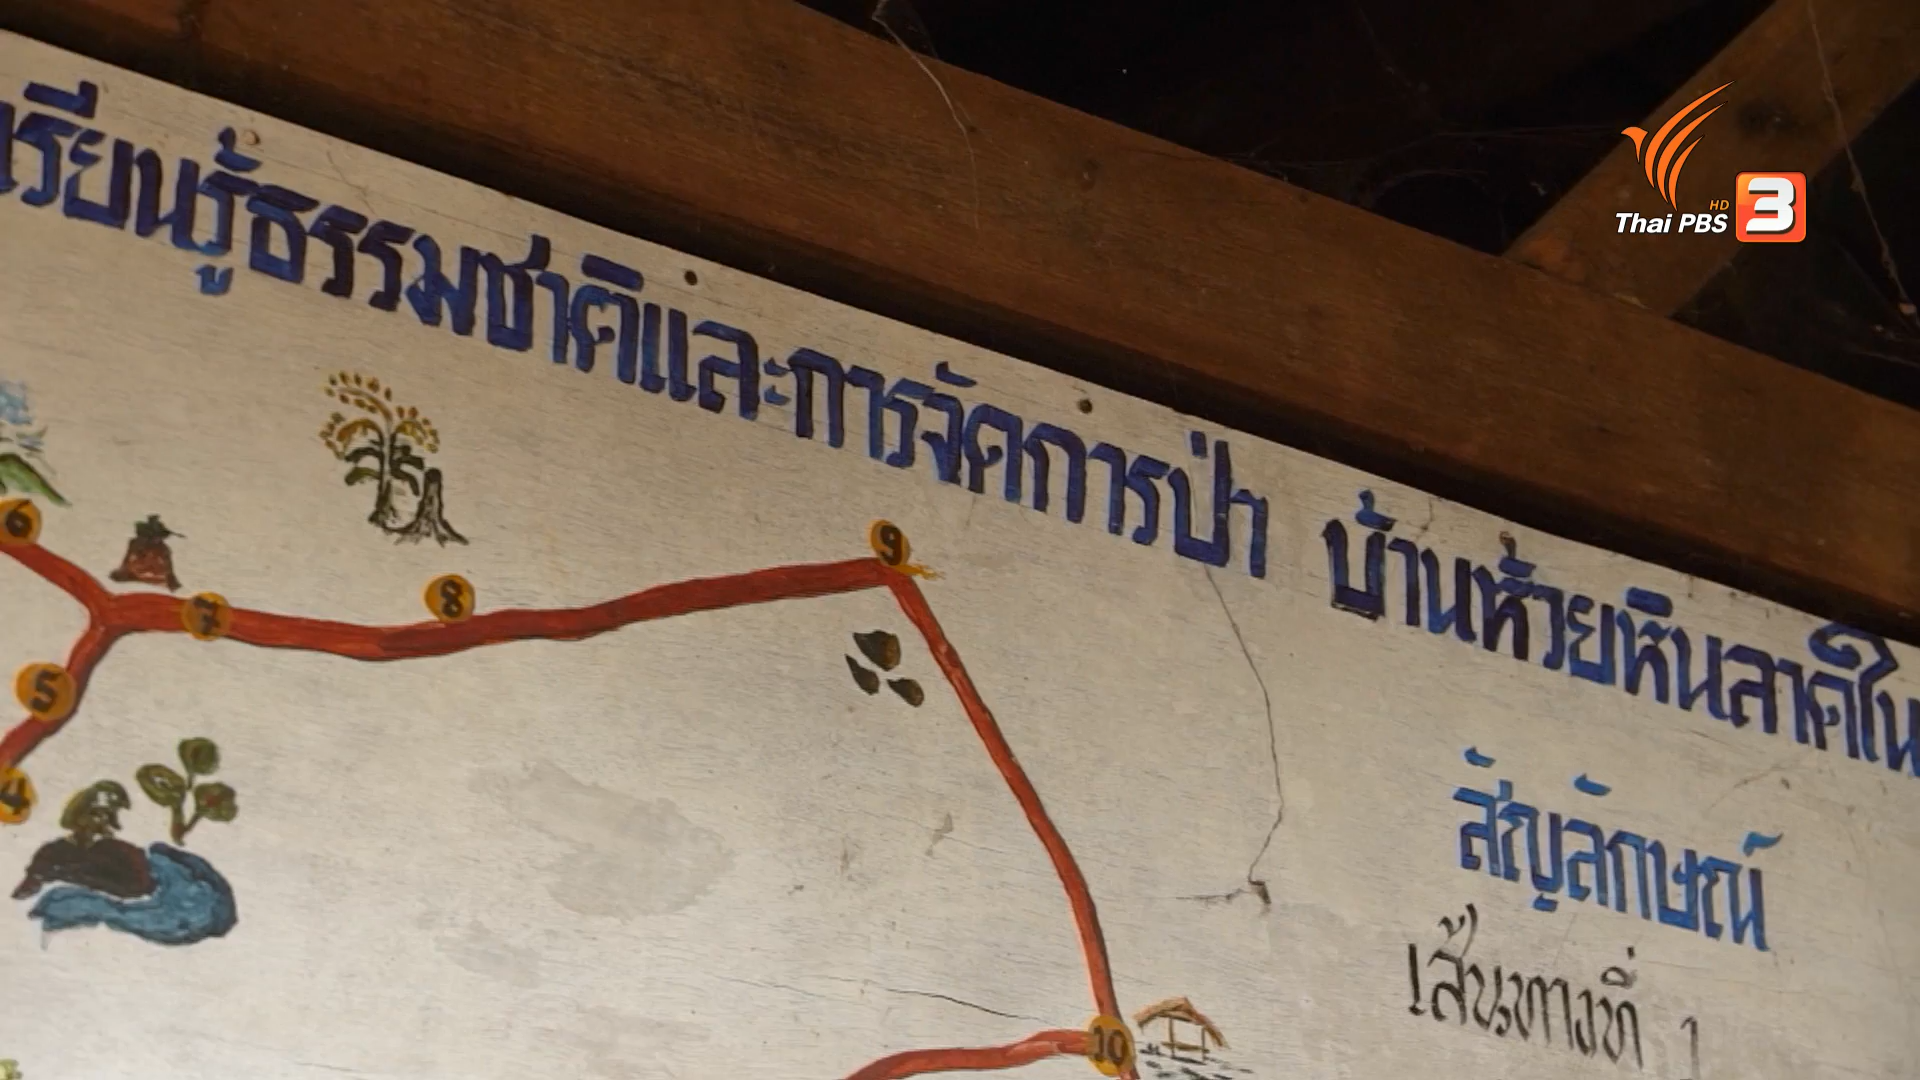 เรียนรู้ธรรมชาติและการจัดการป่า บ้านห้วยหินลาดใน
HD
Thai PBS 3
6
9
8
7
5
4
10
สัญลักษณ์
เส้นทางที่ 1